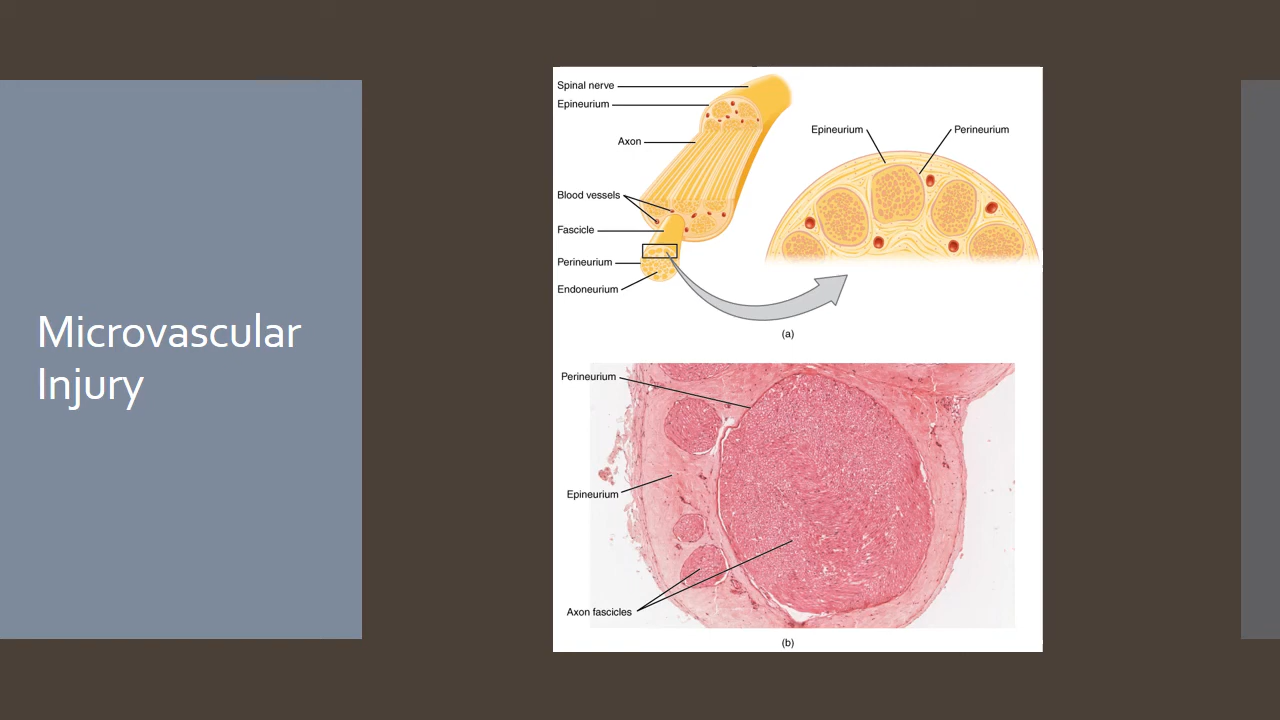 Microvascular
Injury
Spinal nerve
Epineurium
Axon
Blood vessels
Fascicle
Perineurium
Endoneurium
Epineurium
Perineurium
(a)
Perineurium
Epineurium
Axon fascicles
(b)